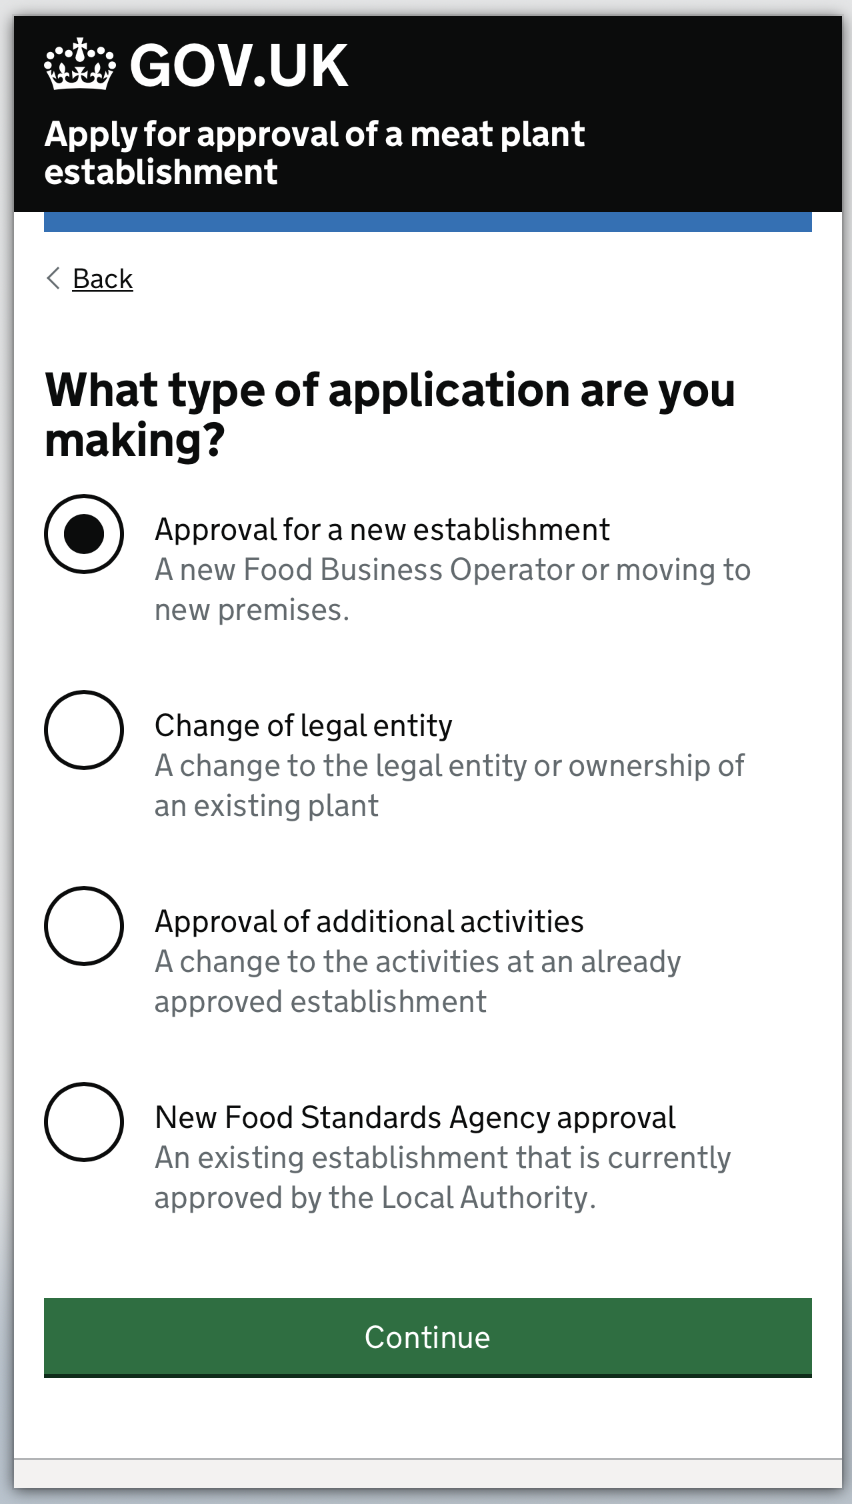 GOV.UK
Apply for approval of a meat plant
establishment
Back
What type of application are you
making?
Approval for a new establishment
A new Food Business Operator or moving to
new premises.
Change of legal entity
A change to the legal entity or ownership of
an existing plant
Approval of additional activities
A change to the activities at an already
approved establishment
New Food Standards Agency approval
An existing establishment that is currently
approved by the Local Authority.
Continue